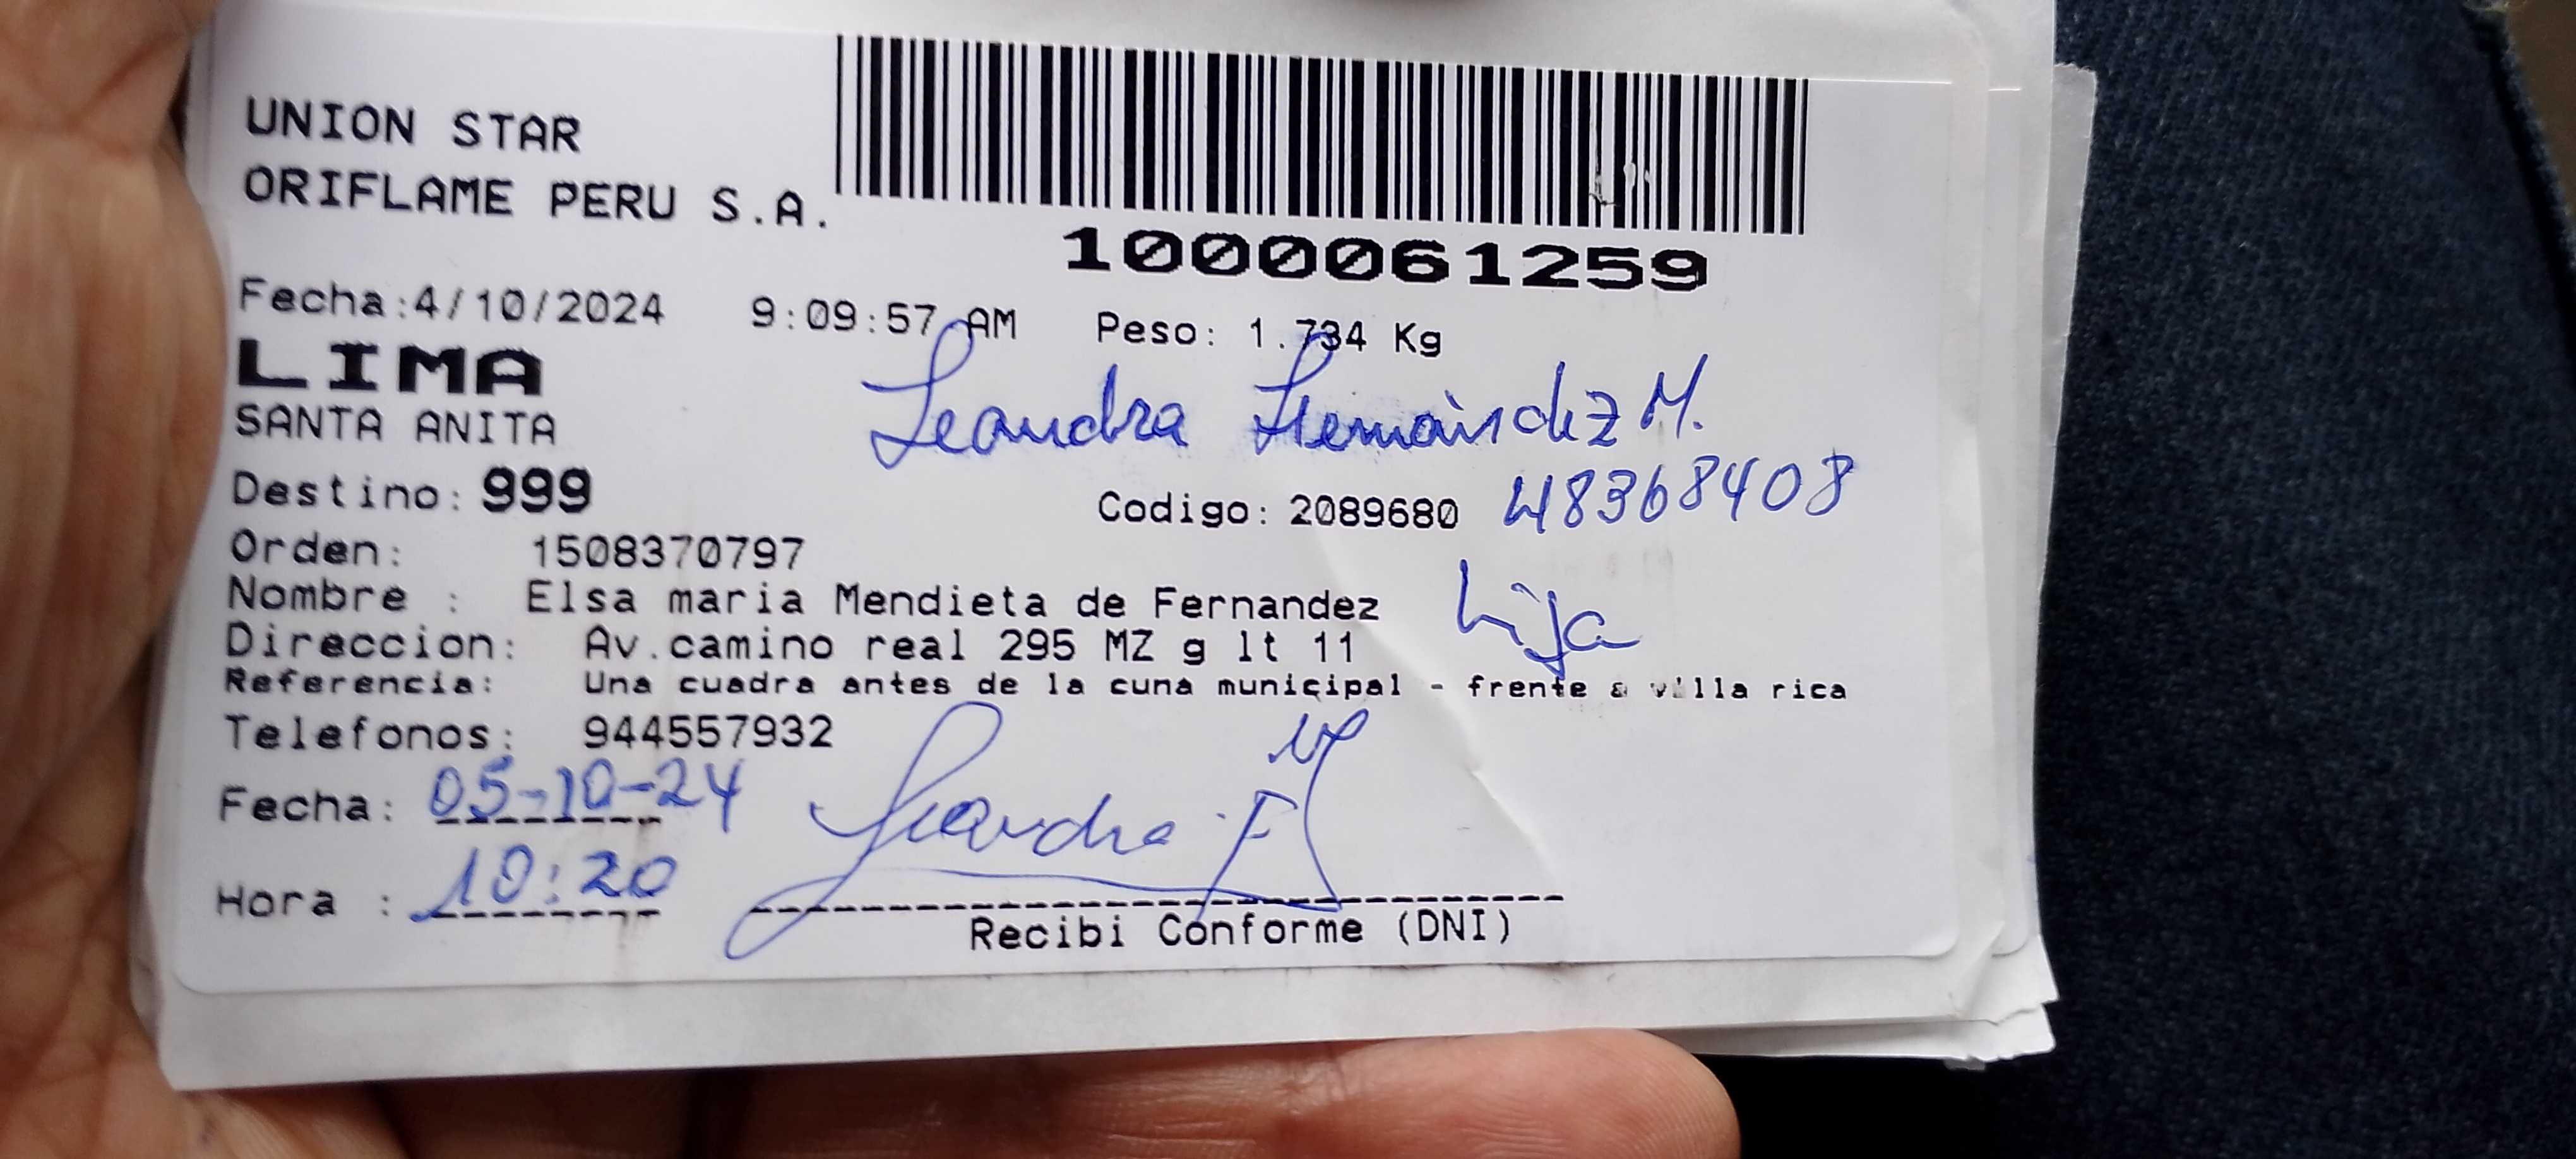 UNION STAR
ORIFLAME PERU S.A.
1000061259
Fecha:4/10/2024 9:09:57 AM Peso: 1.734 Kg
LIMA
SANTA ANITA
Leandra Hernández M.
Destino: 999
Codigo: 2089680 48368408
Orden: 1508370797
Nombre : Elsa maria Mendieta de Fernandez
Hija
Direccion: Av.camino real 295 MZ g lt 11
Referencia: Una cuadra antes de la cuna municipal - frente a villa rica
Telefonos: 944557932
Fecha: 05-10-24
Leandra F
Hora : 10:20
Recibi Conforme (DNI)